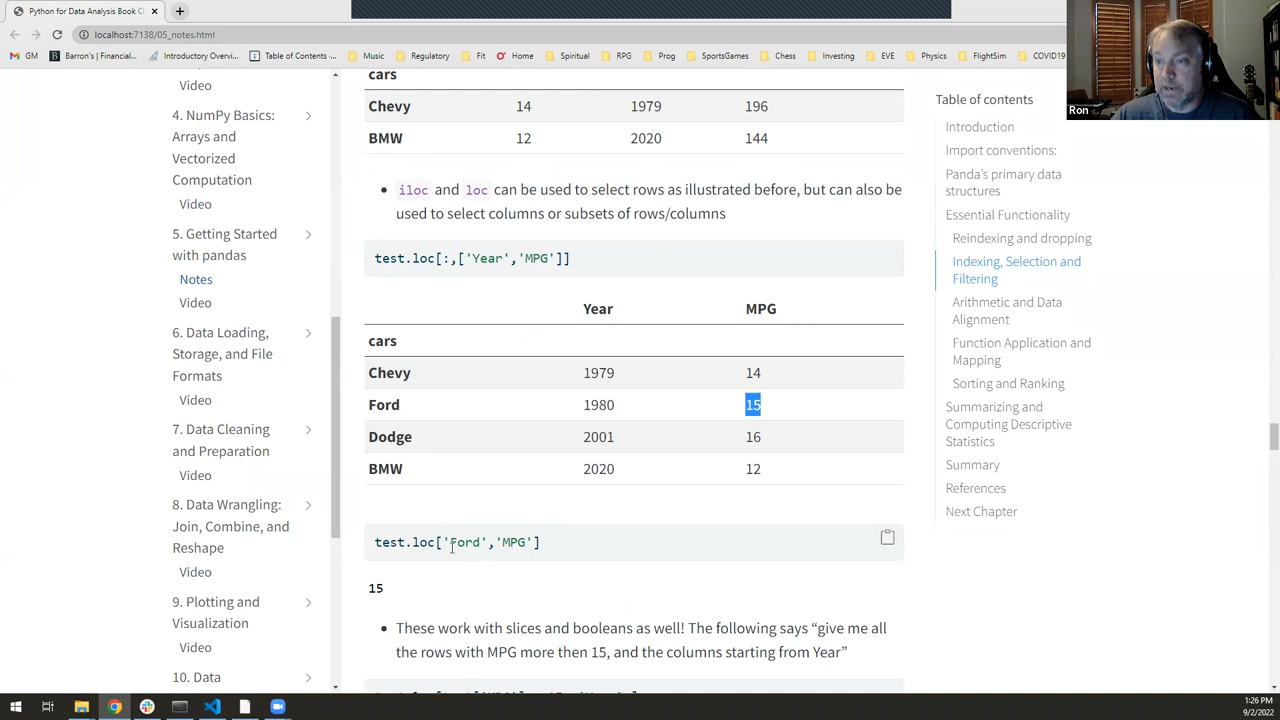 Python for Data Analysis Book Cl
localhost:7138/05_notes.html
GM
Barron's | Financial...
Introductory Notes...
Table of Contents...
Music
History
Home
RPG
SportsGames
Chess
EVE
Physics
FlightSim
COVID19
Ron
Video
4. NumPy Basics:
Arrays and
Vectorized
Computation
Video
5. Getting Started
with pandas
Notes
Video
6. Data Loading,
Storage, and File
Formats
Video
7. Data Cleaning
and Preparation
Video
8. Data Wrangling:
Join, Combine, and
Reshape
Video
9. Plotting and
Visualization
Video
10. Data
cars
Chevy 14 1979 196
BMW 12 2020 144
iloc and loc can be used to select rows as illustrated before, but can also be
used to select columns or subsets of rows/columns
test.loc[:,['Year','MPG']]
Year MPG
cars
Chevy 1979 14
Ford 1980 15
Dodge 2001 16
BMW 2020 12
test.loc['Ford','MPG']
15
These work with slices and booleans as well! The following says “give me all
the rows with MPG more then 15, and the columns starting from Year”
Table of contents
Introduction
Import conventions:
Panda's primary data
structures
Essential Functionality
Reindexing and dropping
Indexing, Selection and
Filtering
Arithmetic and Data
Alignment
Function Application and
Mapping
Sorting and Ranking
Summarizing and
Computing Descriptive
Statistics
Summary
References
Next Chapter
1:26 PM
9/2/2022